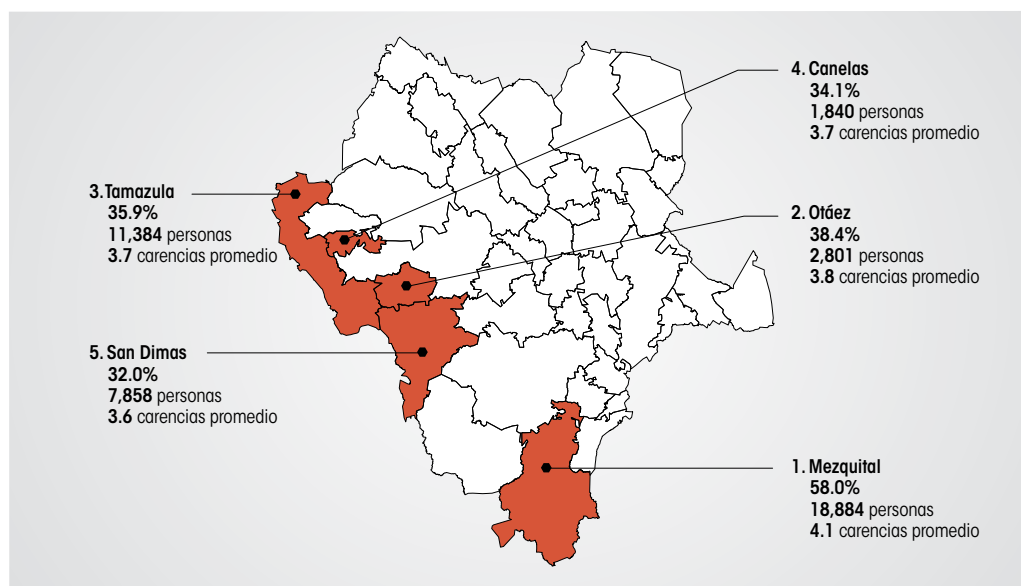 4. Canelas
34.1%
1,840 personas
3.7 carencias promedio
3. Tamazula
35.9%
11,384 personas
3.7 carencias promedio
2. Otáez
38.4%
2,801 personas
3.8 carencias promedio
5. San Dimas
32.0%
7,858 personas
3.6 carencias promedio
1. Mezquital
58.0%
18,884 personas
4.1 carencias promedio